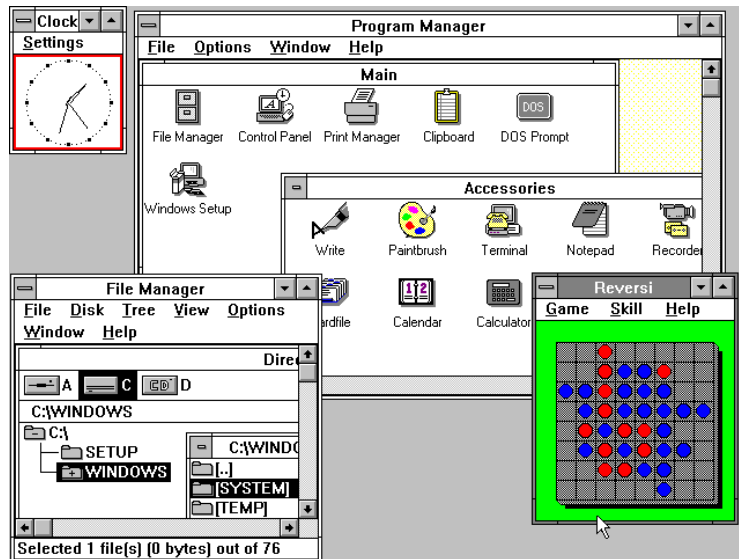 Clock
Settings
Program Manager
File Options Window Help
Main
File Manager
Control Panel
Print Manager
Clipboard
DOS
DOS Prompt
Windows Setup
Accessories
Write
Paintbrush
Terminal
Notepad
Recorder
rdfile
Calendar
Calculator
File Manager
File Disk Tree View Options
Window Help
Direc
A C CD D
C:\WINDOWS
C:\
SETUP
WINDOWS
C:\WINDO
[..]
[SYSTEM]
[TEMP]
Selected 1 file(s) (0 bytes) out of 76
Reversi
Game Skill Help